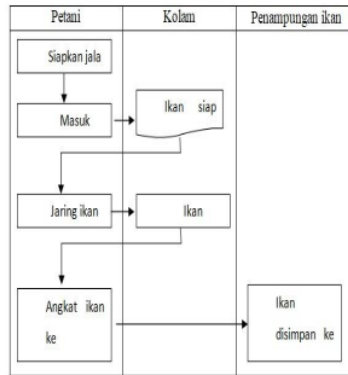 Petani Kolam Penampungan ikan
Siapkan jala
Masuk
Ikan siap
Jaring ikan
Ikan
Angkat ikan
ke
Ikan
disimpan ke